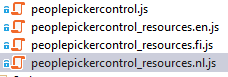 peoplepickercontrol.js
peoplepickercontrol_resources.en.js
peoplepickercontrol_resources.fi.js
peoplepickercontrol_resources.nl.js